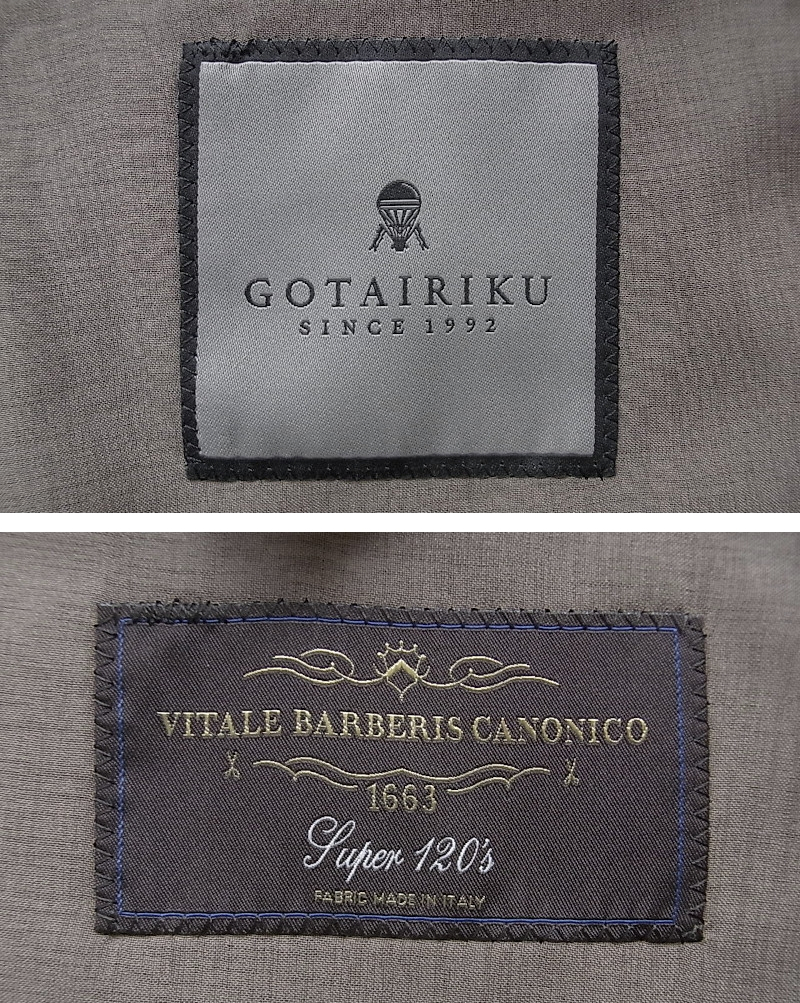 GOTAIRIKU
SINCE 1992
VITALE BARBERIS CANONICO
1663
Super 120's
FABRIC MADE IN ITALY